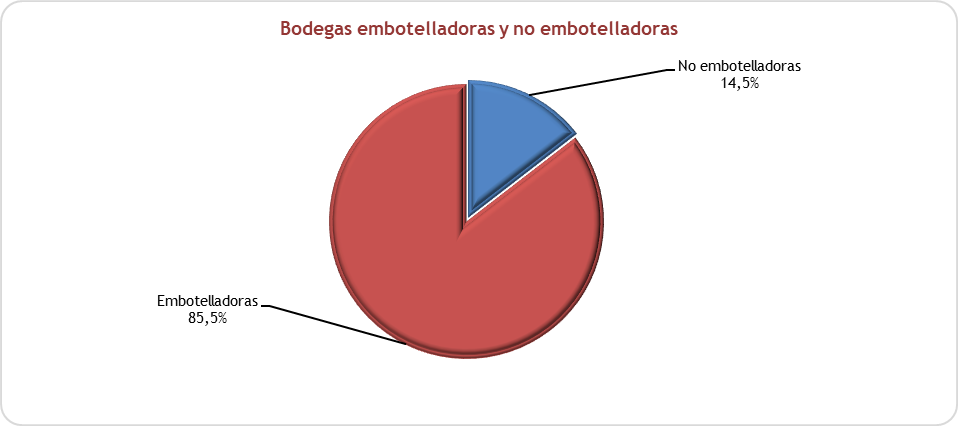 Bodegas embotelladoras y no embotelladoras
No embotelladoras
14,5%
Embotelladoras
85,5%